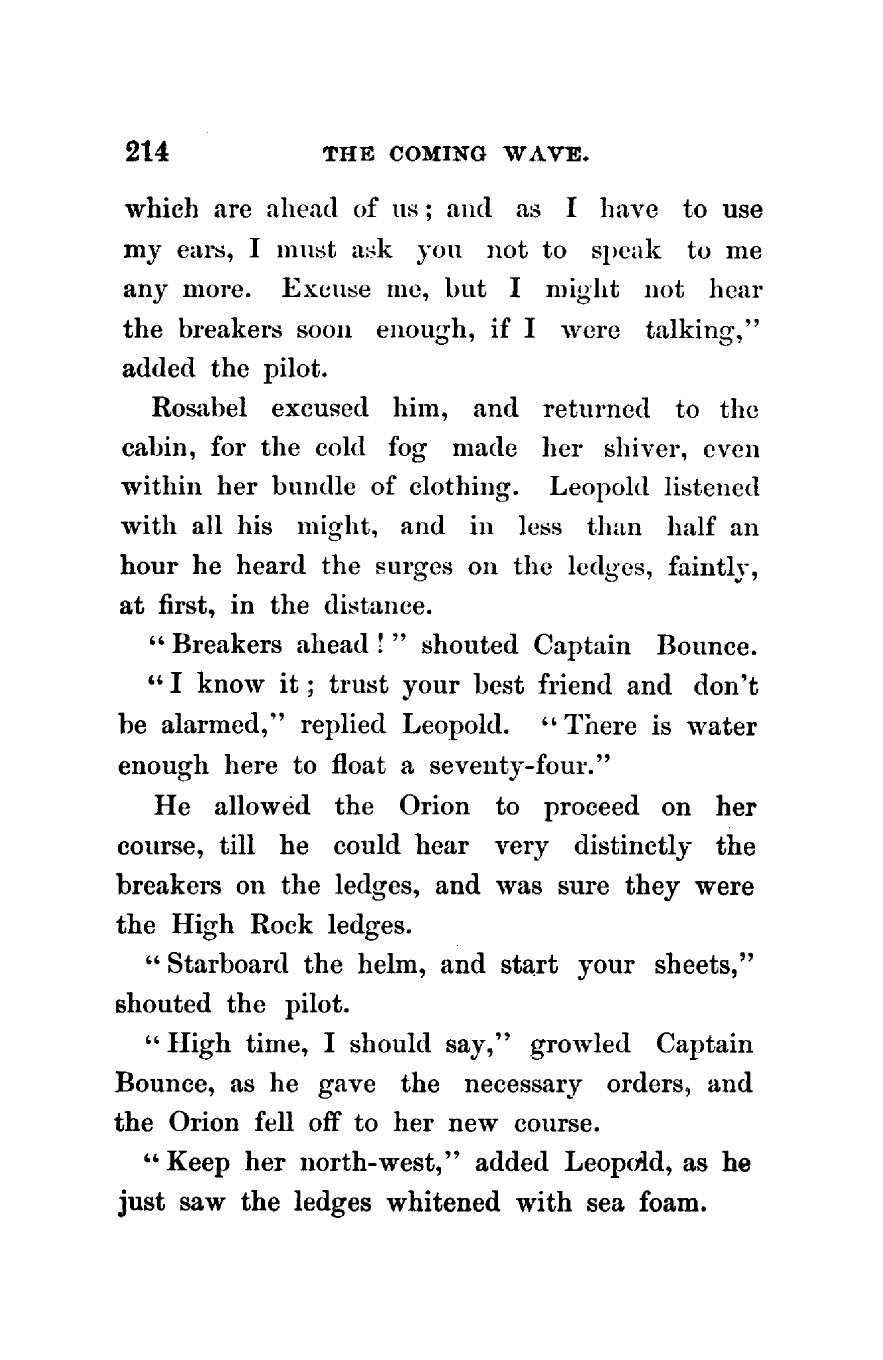 214 THE COMING WAVE.
which are ahead of us; and as I have to use
my ears, I must ask you not to speak to me
any more. Excuse me, but I might not hear
the breakers soon enough, if I were talking,"
added the pilot.
Rosabel excused him, and returned to the
cabin, for the cold fog made her shiver, even
within her bundle of clothing. Leopold listened
with all his might, and in less than half an
hour he heard the surges on the ledges, faintly,
at first, in the distance.
"Breakers ahead!" shouted Captain Bounce.
"I know it; trust your best friend and don't
be alarmed," replied Leopold. "There is water
enough here to float a seventy-four."
He allowed the Orion to proceed on her
course, till he could hear very distinctly the
breakers on the ledges, and was sure they were
the High Rock ledges.
"Starboard the helm, and start your sheets,"
shouted the pilot.
"High time, I should say," growled Captain
Bounce, as he gave the necessary orders, and
the Orion fell off to her new course.
"Keep her north-west," added Leopold, as he
just saw the ledges whitened with sea foam.